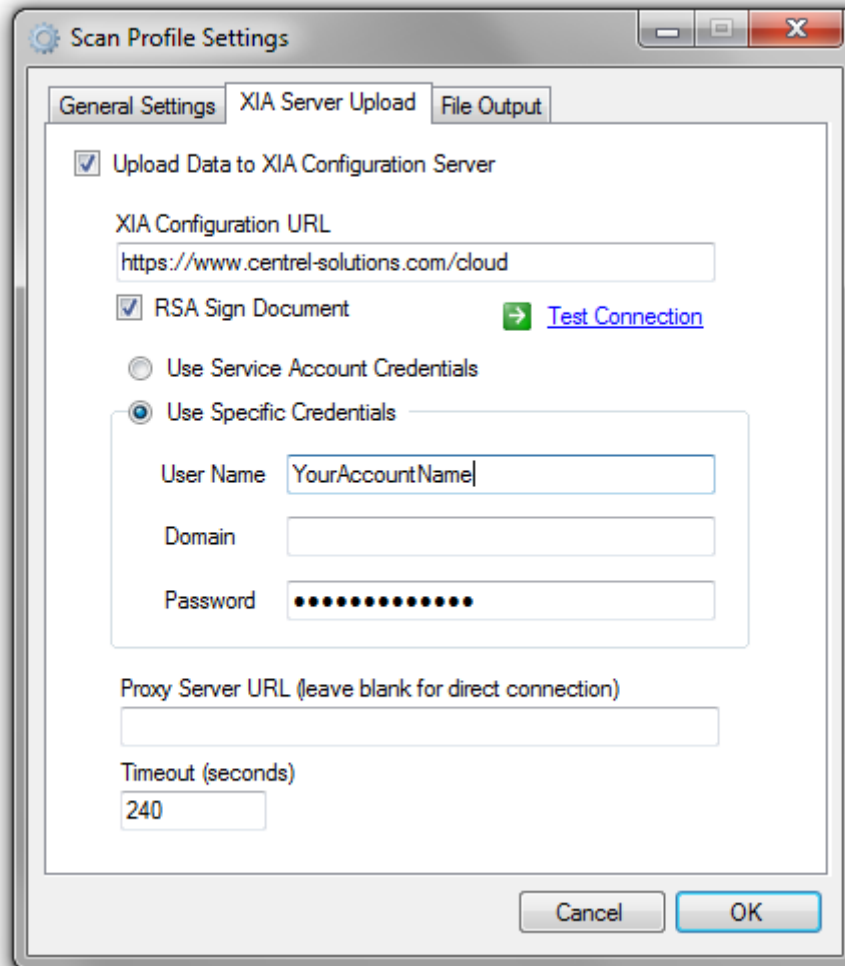 Scan Profile Settings
General Settings XIA Server Upload File Output
Upload Data to XIA Configuration Server
XIA Configuration URL
https://www.centrel-solutions.com/cloud
RSA Sign Document Test Connection
Use Service Account Credentials
Use Specific Credentials
User Name YourAccountName
Domain
Password •••••••••••••
Proxy Server URL (leave blank for direct connection)
Timeout (seconds)
240
Cancel OK